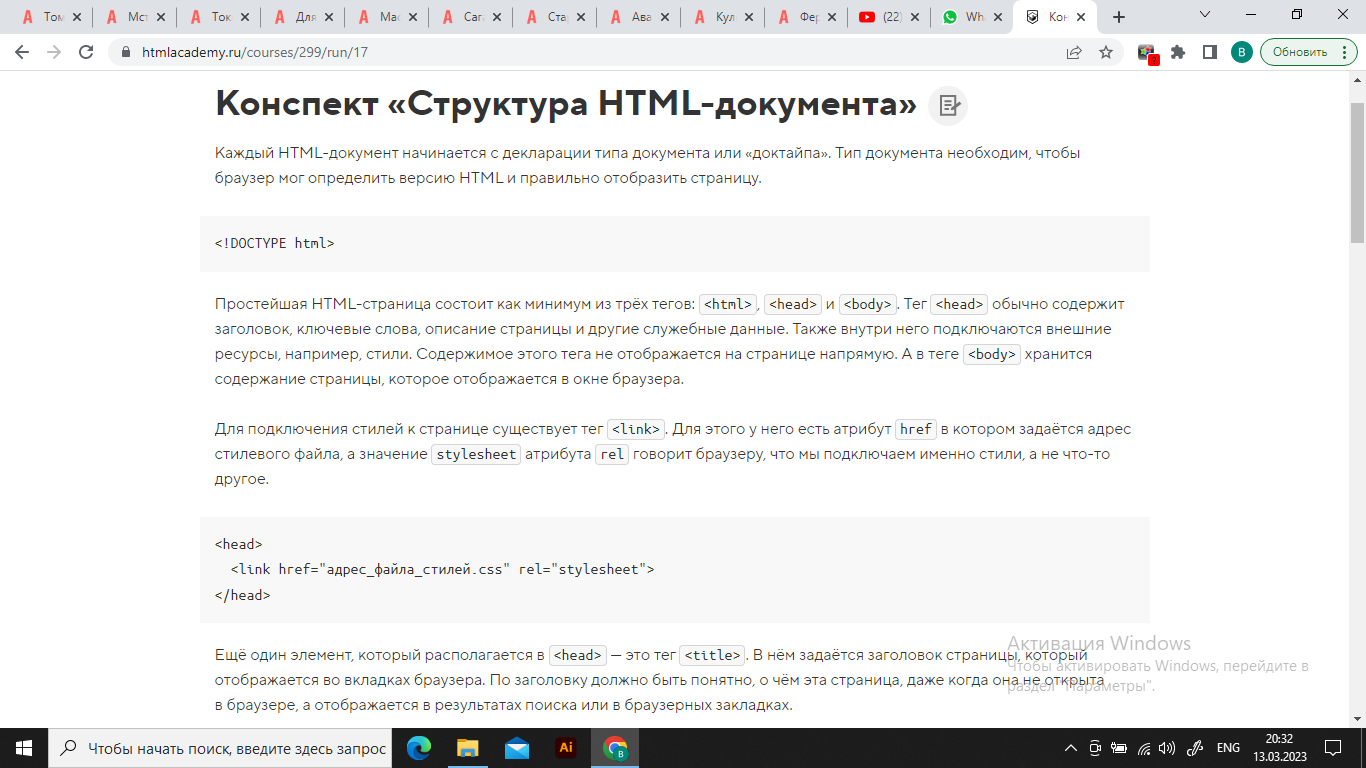 Том
Мст
Ток
Для
Мас
Сага
Стар
Ава
Кул
Фер
(22)
Wha
Кон
htmlacademy.ru/courses/299/run/17
?
В
Обновить
Конспект «Структура HTML-документа»
Каждый HTML-документ начинается с декларации типа документа или «доктайпа». Тип документа необходим, чтобы
браузер мог определить версию HTML и правильно отобразить страницу.
<!DOCTYPE html>
Простейшая HTML-страница состоит как минимум из трёх тегов: <html>, <head> и <body>. Тег <head> обычно содержит
заголовок, ключевые слова, описание страницы и другие служебные данные. Также внутри него подключаются внешние
ресурсы, например, стили. Содержимое этого тега не отображается на странице напрямую. А в теге <body> хранится
содержание страницы, которое отображается в окне браузера.
Для подключения стилей к странице существует тег <link>. Для этого у него есть атрибут href в котором задаётся адрес
стилевого файла, а значение stylesheet атрибута rel говорит браузеру, что мы подключаем именно стили, а не что-то
другое.
<head>
<link href="адрес_файла_стилей.css" rel="stylesheet">
</head>
Ещё один элемент, который располагается в <head> — это тег <title>. В нём задаётся заголовок страницы, который
отображается во вкладках браузера. По заголовку должно быть понятно, о чём эта страница, даже когда она не открыта
в браузере, а отображается в результатах поиска или в браузерных закладках.
Активация Windows
Чтобы активировать Windows, перейдите в
раздел "Параметры".
Чтобы начать поиск, введите здесь запрос
Ai
B
ENG
20:32
13.03.2023